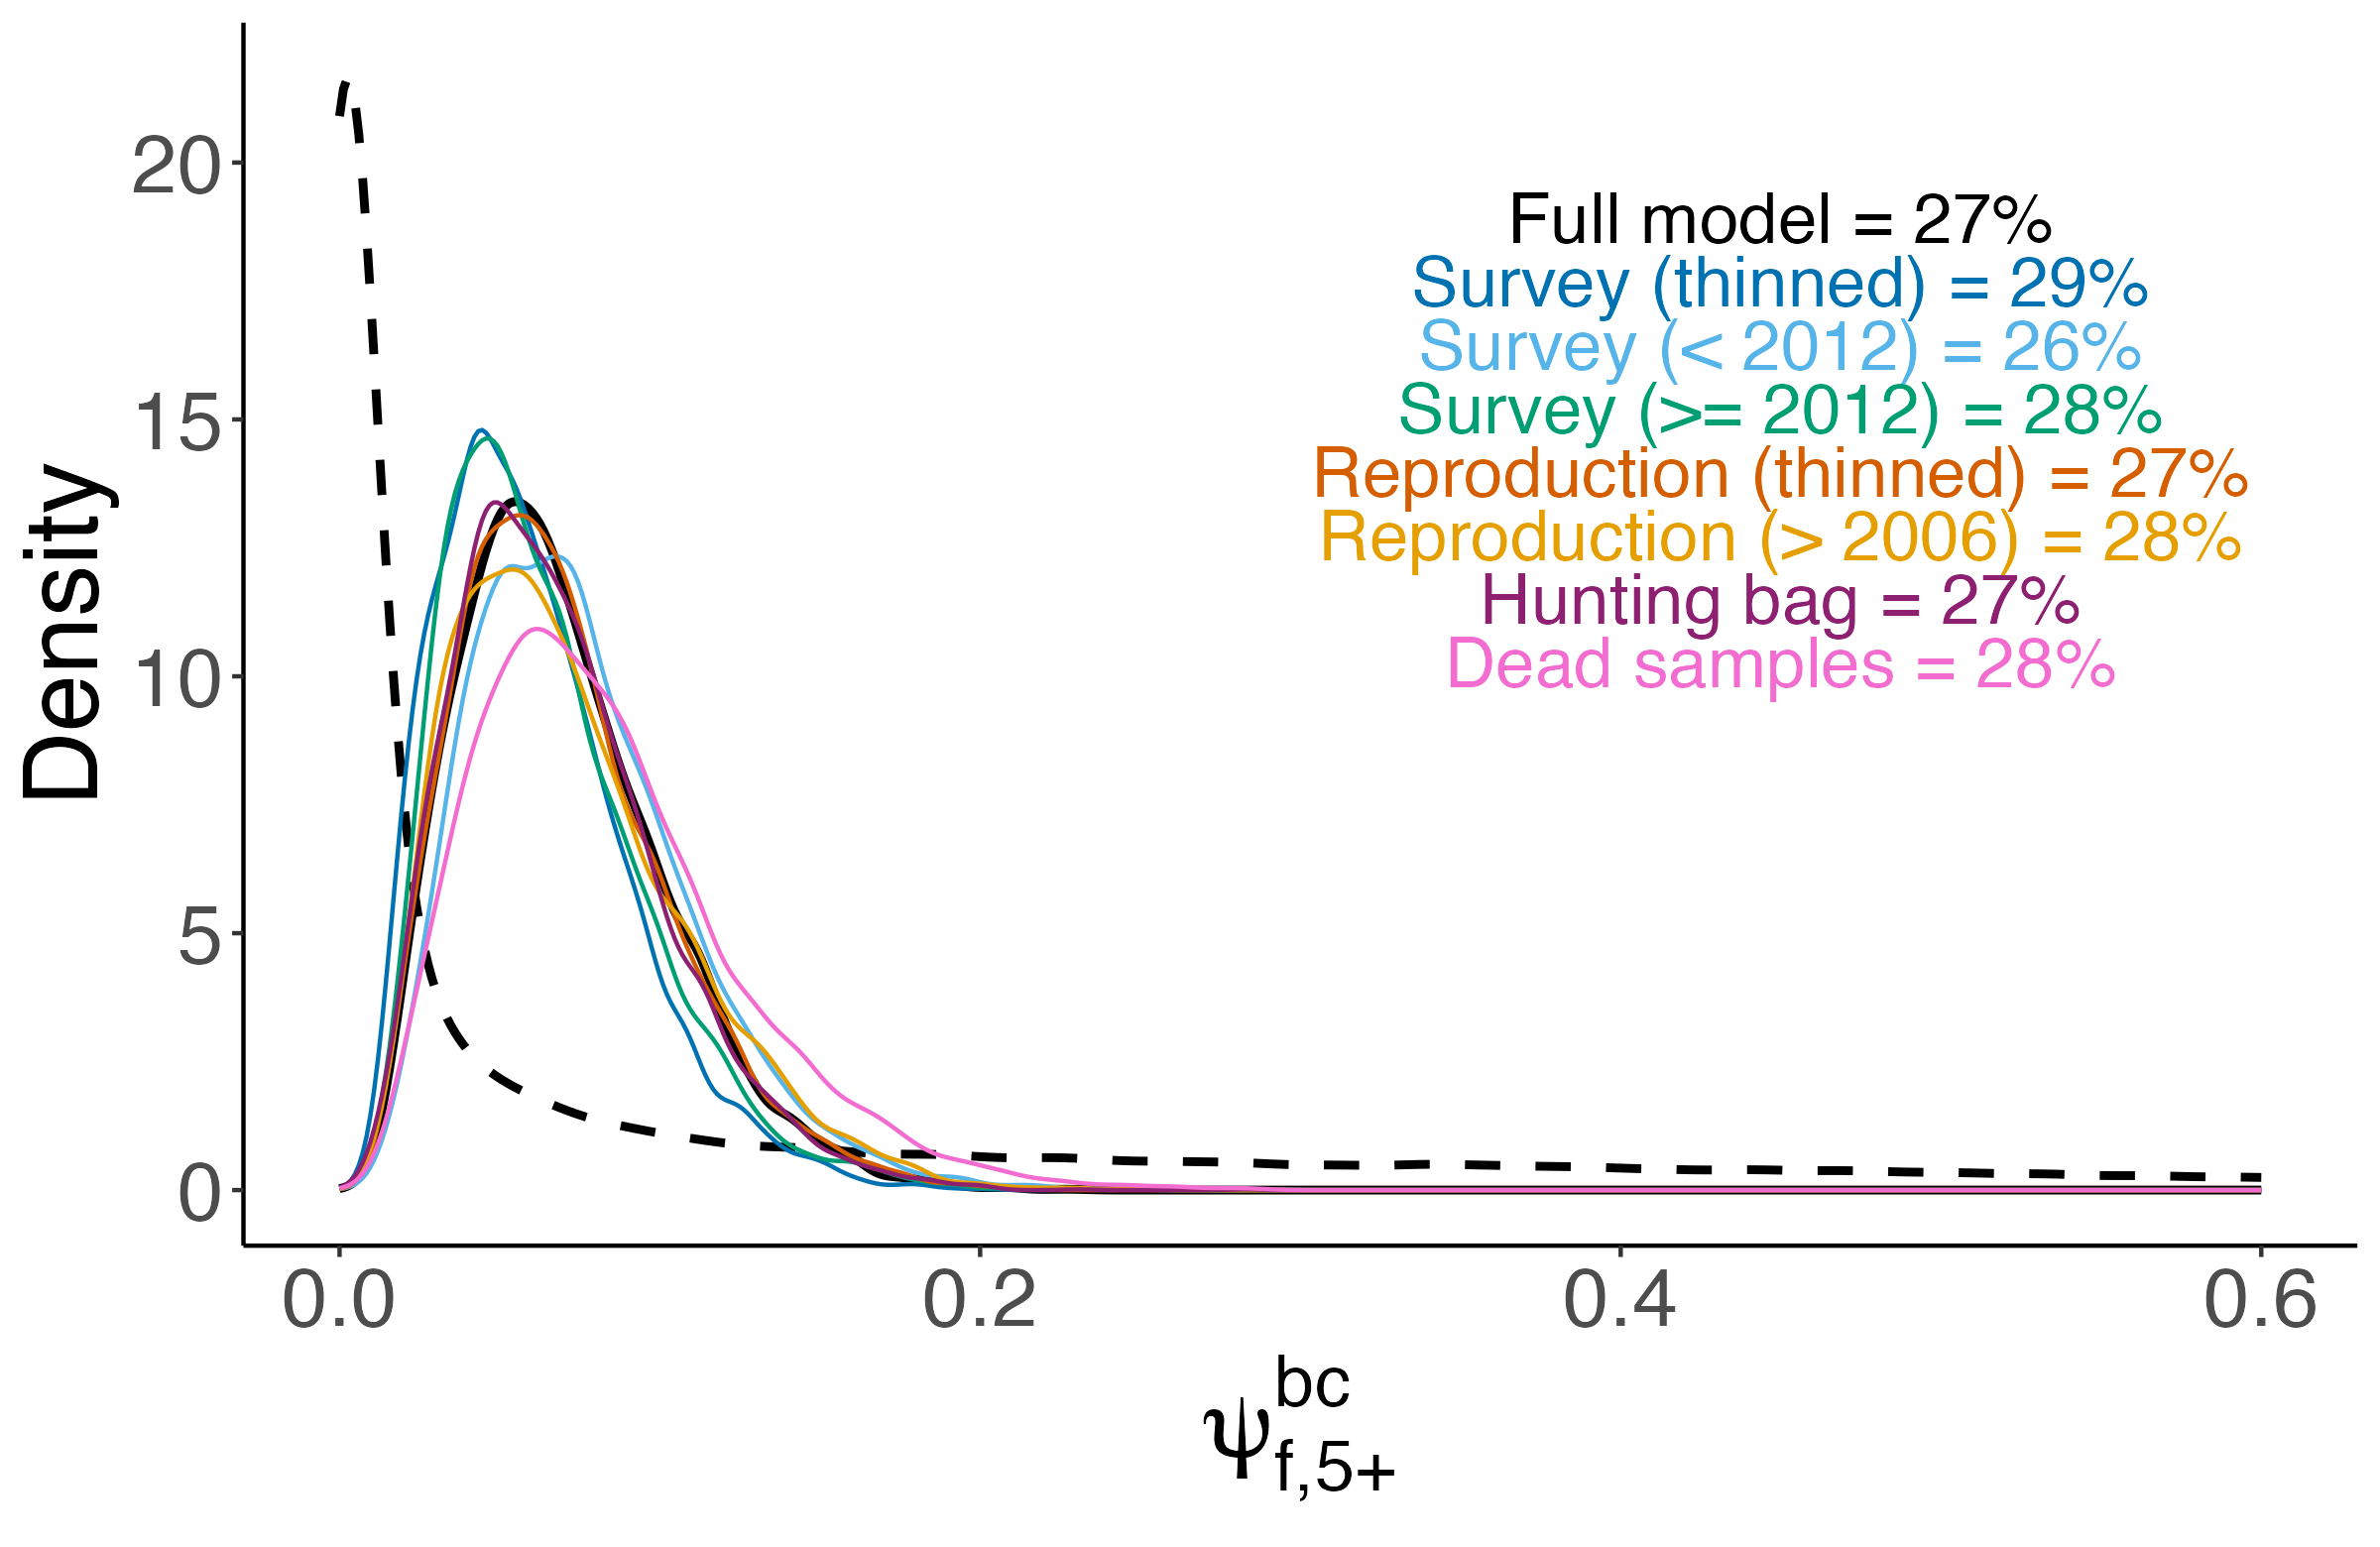 Density
20
15
10
5
0
Full model = 27%
Survey (thinned) = 29%
Survey (< 2012) = 26%
Survey (>= 2012) = 28%
Reproduction (thinned) = 27%
Reproduction (> 2006) = 28%
Hunting bag = 27%
Dead samples = 28%
0.0 0.2 0.4 0.6
ψ bc f,5+